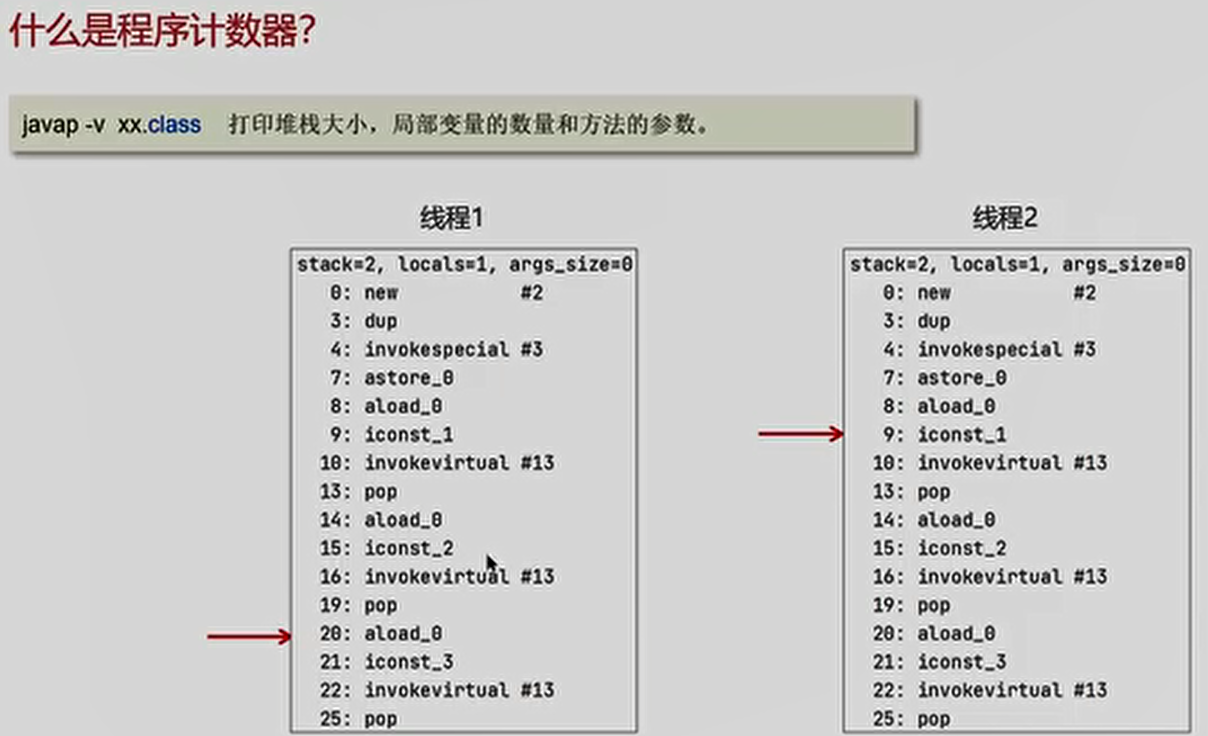 什么是程序计数器?
javap -v xx.class 打印堆栈大小，局部变量的数量和方法的参数。
线程1
stack=2, locals=1, args_size=0
0: new #2
3: dup
4: invokespecial #3
7: astore_0
8: aload_0
9: iconst_1
10: invokevirtual #13
13: pop
14: aload_0
15: iconst_2
16: invokevirtual #13
19: pop
20: aload_0
21: iconst_3
22: invokevirtual #13
25: pop
线程2
stack=2, locals=1, args_size=0
0: new #2
3: dup
4: invokespecial #3
7: astore_0
8: aload_0
9: iconst_1
10: invokevirtual #13
13: pop
14: aload_0
15: iconst_2
16: invokevirtual #13
19: pop
20: aload_0
21: iconst_3
22: invokevirtual #13
25: pop